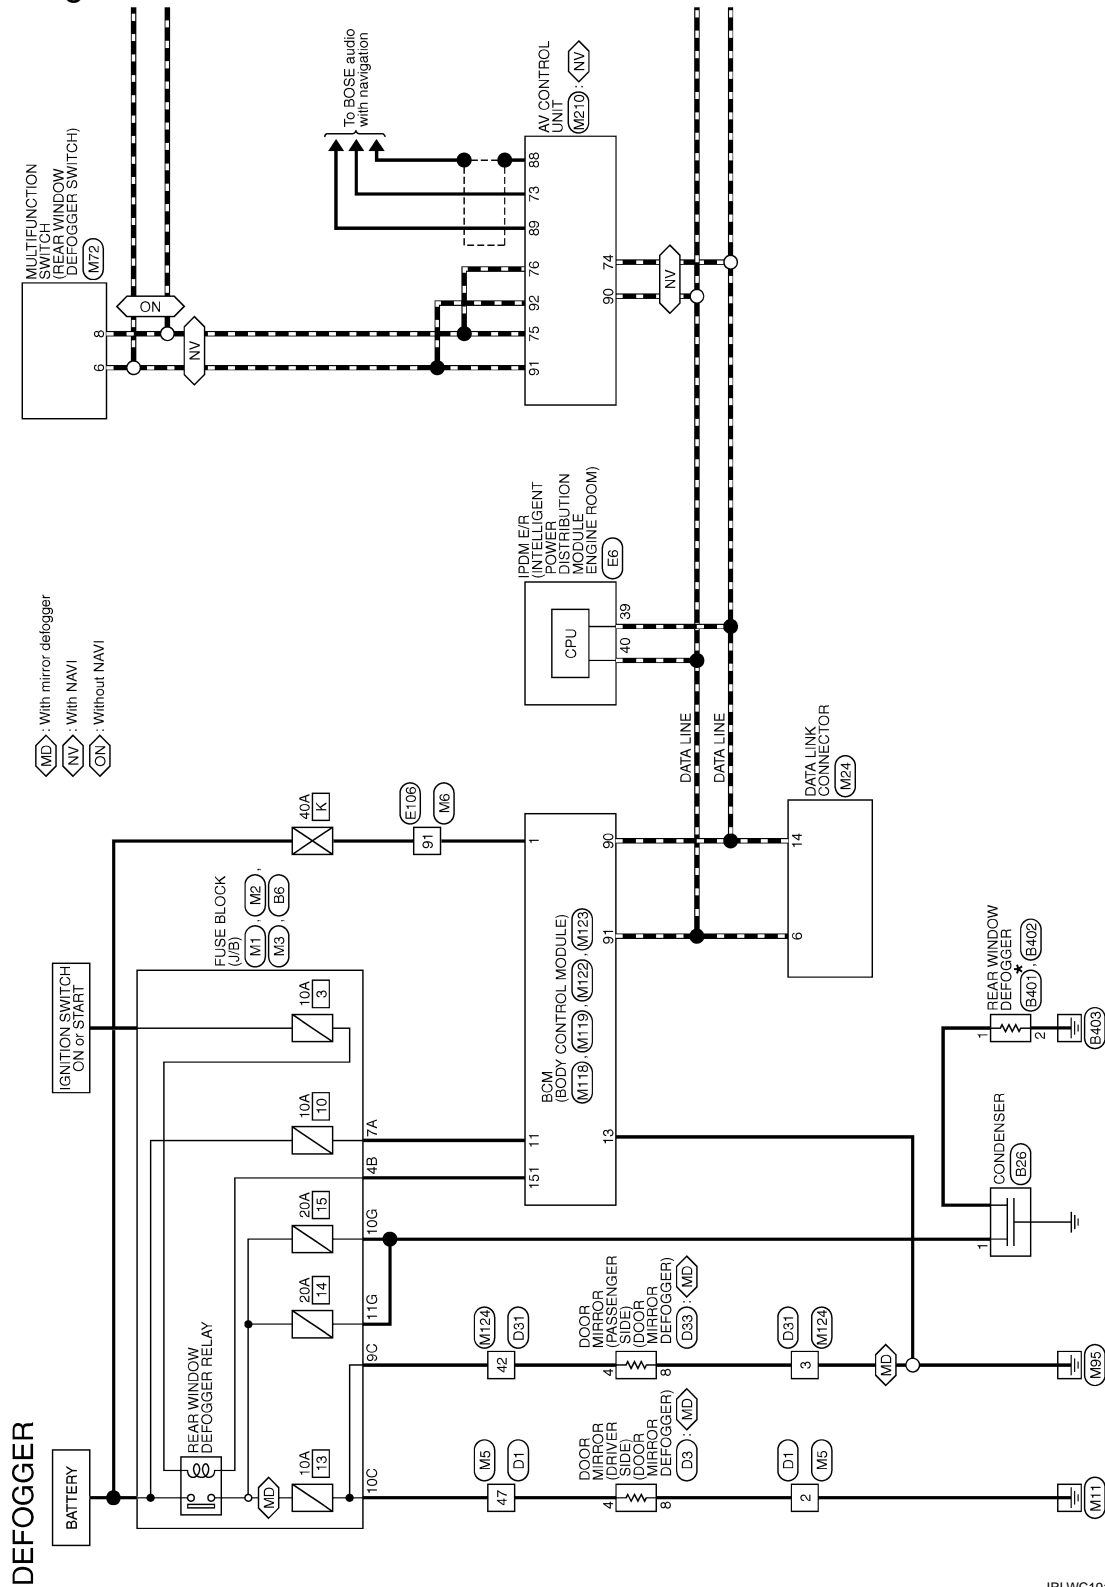 DEFOGGER
BATTERY
IGNITION SWITCH
ON or START
FUSE BLOCK
(J/B)
M1 , M2 ,
M3 , B6
REAR WINDOW
DEFOGGER RELAY
MD
10A
13
20A
14
20A
15
10A
10
10A
3
10C
9C
11G
10G
4B
7A
40A
K
91
E106
M6
MD : With mirror defogger
NV : With NAVI
ON : Without NAVI
MULTIFUNCTION
SWITCH
(REAR WINDOW
DEFOGGER SWITCH)
M72
6
8
ON
NV
To BOSE audio
with navigation
AV CONTROL
UNIT
M210 : NV
91
75
92
76
89
73
88
90
74
NV
IPDM E/R
(INTELLIGENT
POWER
DISTRIBUTION
MODULE
ENGINE ROOM)
E6
CPU
40
39
BCM
(BODY CONTROL MODULE)
M118 , M119 , M122 , M123
151
11
1
13
91
90
DATA LINE
DATA LINE
DATA LINK
CONNECTOR
M24
6
14
M5
D1
47
DOOR
MIRROR
(DRIVER
SIDE)
(DOOR
MIRROR
DEFOGGER)
D3 : MD
4
8
D1
M5
2
M11
M124
D31
42
DOOR
MIRROR
(PASSENGER
SIDE)
(DOOR
MIRROR
DEFOGGER)
D33 : MD
4
8
D31
M124
3
MD
M95
CONDENSER
B26
1
REAR WINDOW
DEFOGGER
B401* , B402
1
2
B403